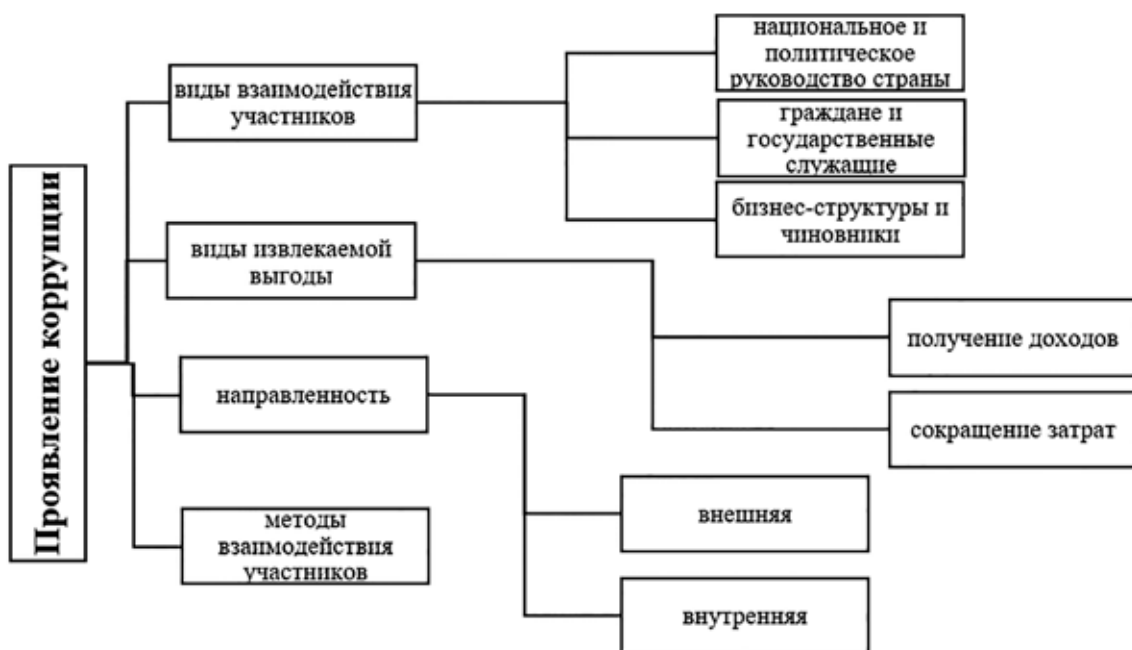 Проявление коррупции
виды взаимодействия
участников
национальное и
политическое
руководство страны
граждане и
государственные
служащие
бизнес-структуры и
чиновники
виды извлекаемой
выгоды
получение доходов
сокращение затрат
направленность
внешняя
внутренняя
методы
взаимодействия
участников